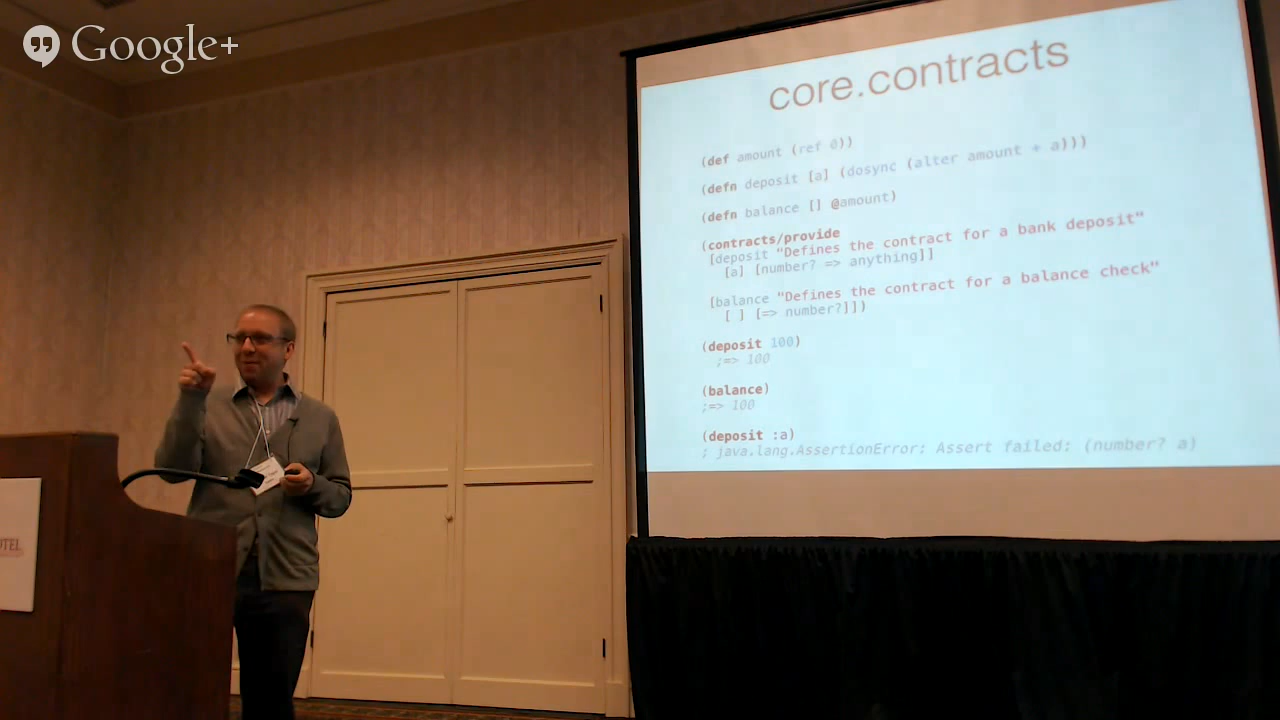 Google+
core.contracts
(def amount (ref 0))
(defn deposit [a] (dosync (alter amount + a)))
(defn balance [] @amount)
(contracts/provide
[deposit "Defines the contract for a bank deposit"
[a] [number? => anything]]
[balance "Defines the contract for a balance check"
[ ] [=> number?]])
(deposit 100)
;=> 100
(balance)
;=> 100
(deposit :a)
; java.lang.AssertionError: Assert failed: (number? a)